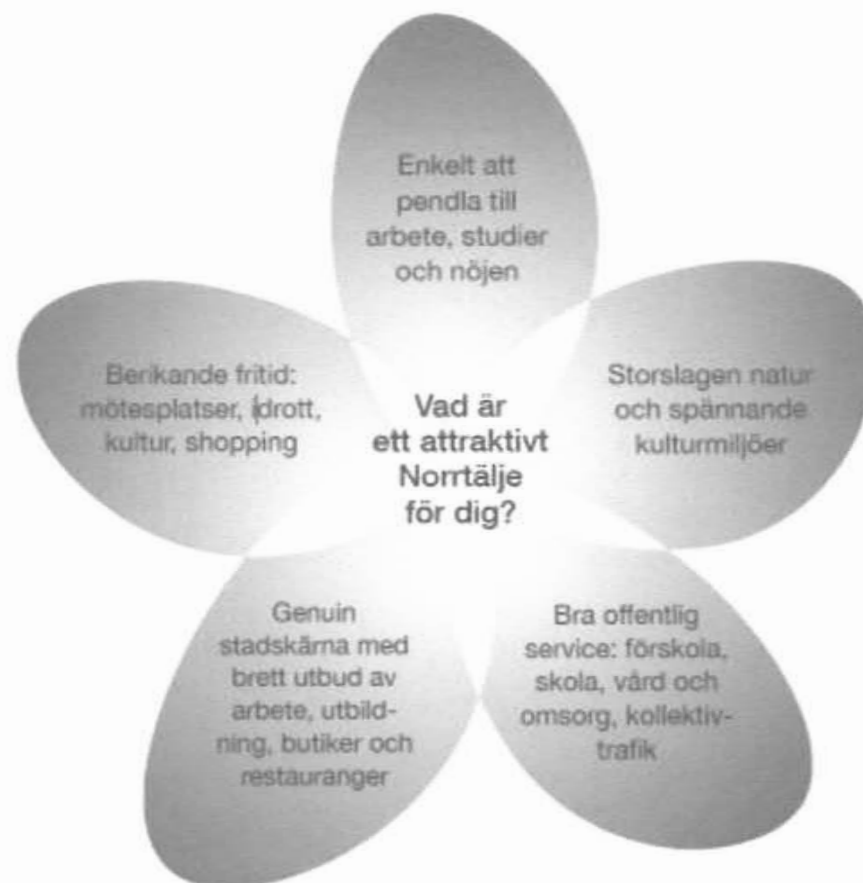 Enkelt att
pendla till
arbete, studier
och nöjen
Berikande fritid:
mötesplatser, idrott,
kultur, shopping
Vad är
ett attraktivt
Norrtälje
för dig?
Storslagen natur
och spännande
kulturmiljöer
Genuin
stadskärna med
brett utbud av
arbete, utbild-
ning, butiker och
restauranger
Bra offentlig
service: förskola,
skola, vård och
omsorg, kollektiv-
trafik